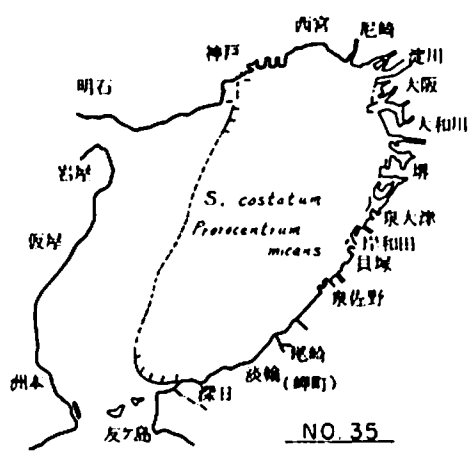 西宮
尼崎
神戸
淀川
明石
大阪
大和川
岩屋
堺
S. costatum
Prorocentrum
micans
泉大津
仮屋
岸和田
貝塚
泉佐野
尾崎
淡輪
(岬町)
洲本
深日
友ケ島
NO. 35